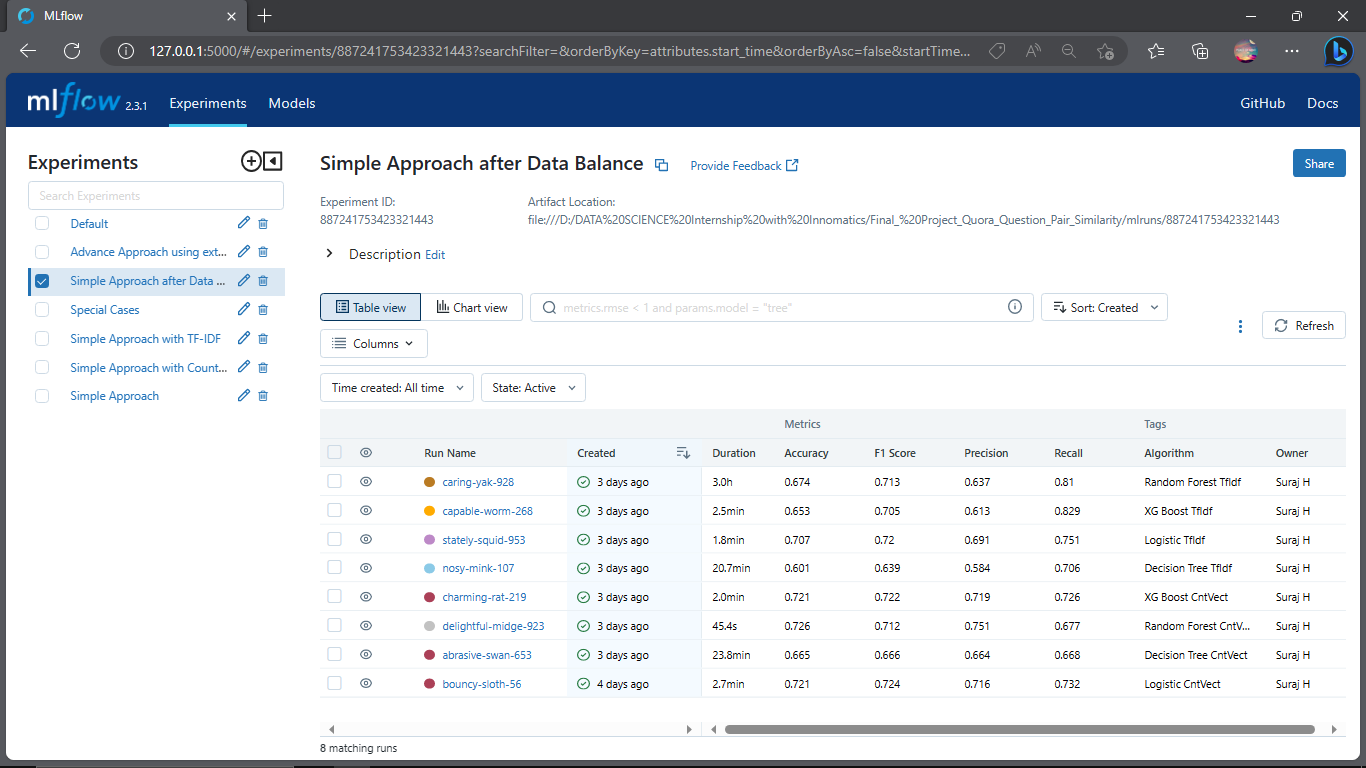 MLflow
127.0.0.1:5000/#/experiments/887241753423321443?searchFilter=&orderByKey=attributes.start_time&orderByAsc=false&startTime...
mlflow 2.3.1 Experiments Models GitHub Docs
Experiments
Search Experiments
Default
Advance Approach using ext...
Simple Approach after Data ...
Special Cases
Simple Approach with TF-IDF
Simple Approach with Count...
Simple Approach
Simple Approach after Data Balance Provide Feedback Share
Experiment ID: Artifact Location:
887241753423321443 file:///D:/DATA%20SCIENCE%20Internship%20with%20Innomatics/Final_%20Project_Quora_Question_Pair_Similarity/mlruns/887241753423321443
Description Edit
Table view Chart view metrics.rmse < 1 and params.model = "tree" Sort: Created
Refresh
Columns
Time created: All time State: Active
Metrics Tags
Run Name Created Duration Accuracy F1 Score Precision Recall Algorithm Owner
caring-yak-928 3 days ago 3.0h 0.674 0.713 0.637 0.81 Random Forest TfIdf Suraj H
capable-worm-268 3 days ago 2.5min 0.653 0.705 0.613 0.829 XG Boost TfIdf Suraj H
stately-squid-953 3 days ago 1.8min 0.707 0.72 0.691 0.751 Logistic TfIdf Suraj H
nosy-mink-107 3 days ago 20.7min 0.601 0.639 0.584 0.706 Decision Tree TfIdf Suraj H
charming-rat-219 3 days ago 2.0min 0.721 0.722 0.719 0.726 XG Boost CntVect Suraj H
delightful-midge-923 3 days ago 45.4s 0.726 0.712 0.751 0.677 Random Forest CntV... Suraj H
abrasive-swan-653 3 days ago 23.8min 0.665 0.666 0.664 0.668 Decision Tree CntVect Suraj H
bouncy-sloth-56 4 days ago 2.7min 0.721 0.724 0.716 0.732 Logistic CntVect Suraj H
8 matching runs